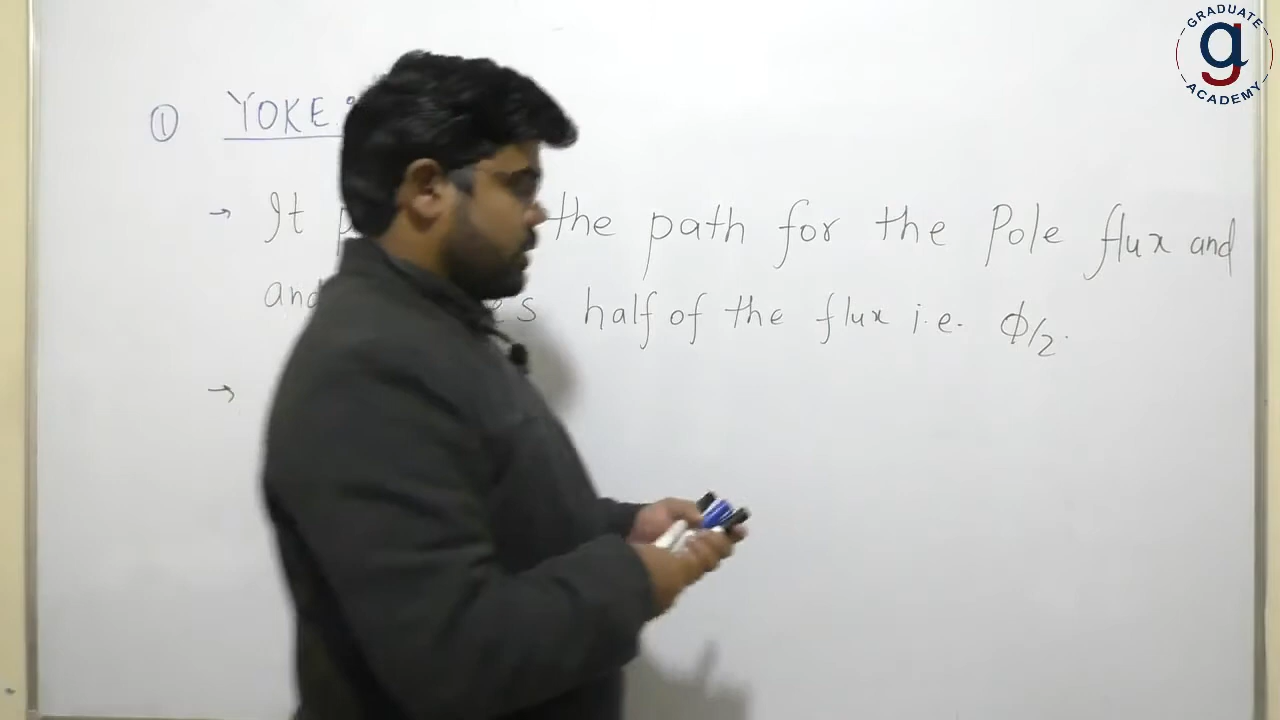 GRADUATE
ACADEMY
① YOKE:
→ It the path for the Pole flux and
and half of the flux i.e. Φ/2.
→